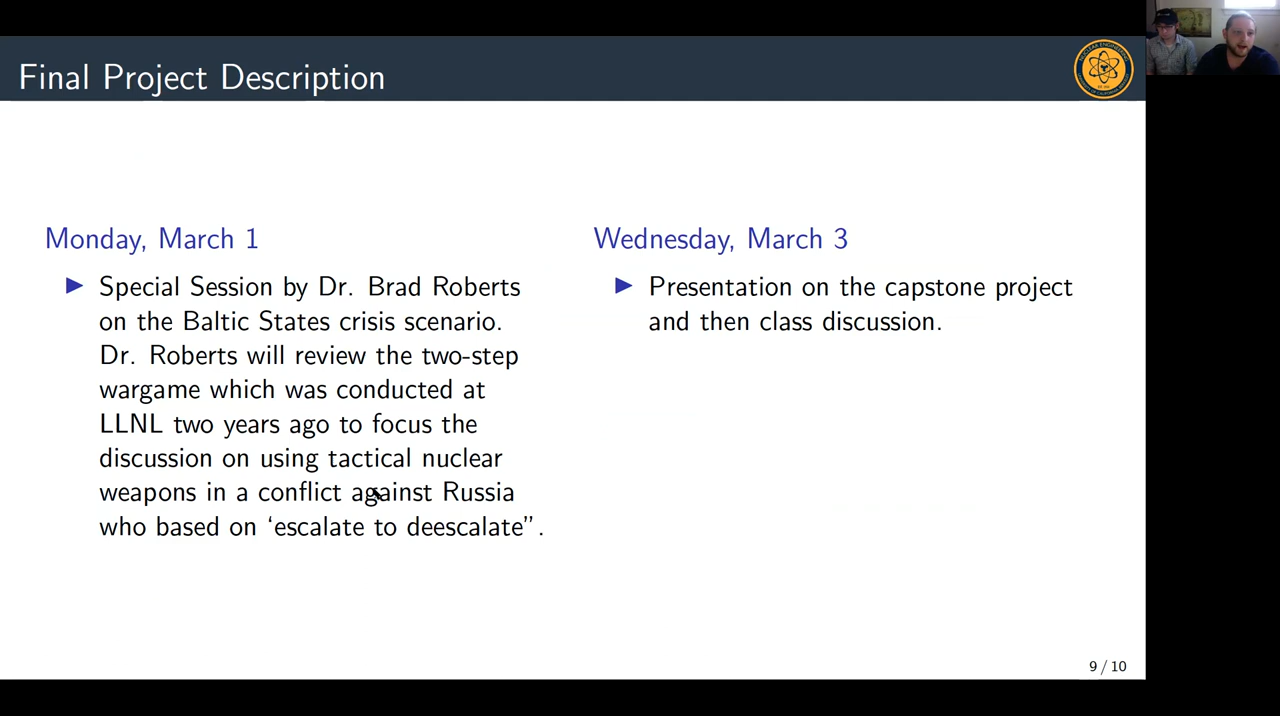 Final Project Description
Monday, March 1
Special Session by Dr. Brad Roberts
on the Baltic States crisis scenario.
Dr. Roberts will review the two-step
wargame which was conducted at
LLNL two years ago to focus the
discussion on using tactical nuclear
weapons in a conflict against Russia
who based on ‘escalate to deescalate”.
Wednesday, March 3
Presentation on the capstone project
and then class discussion.
9 / 10